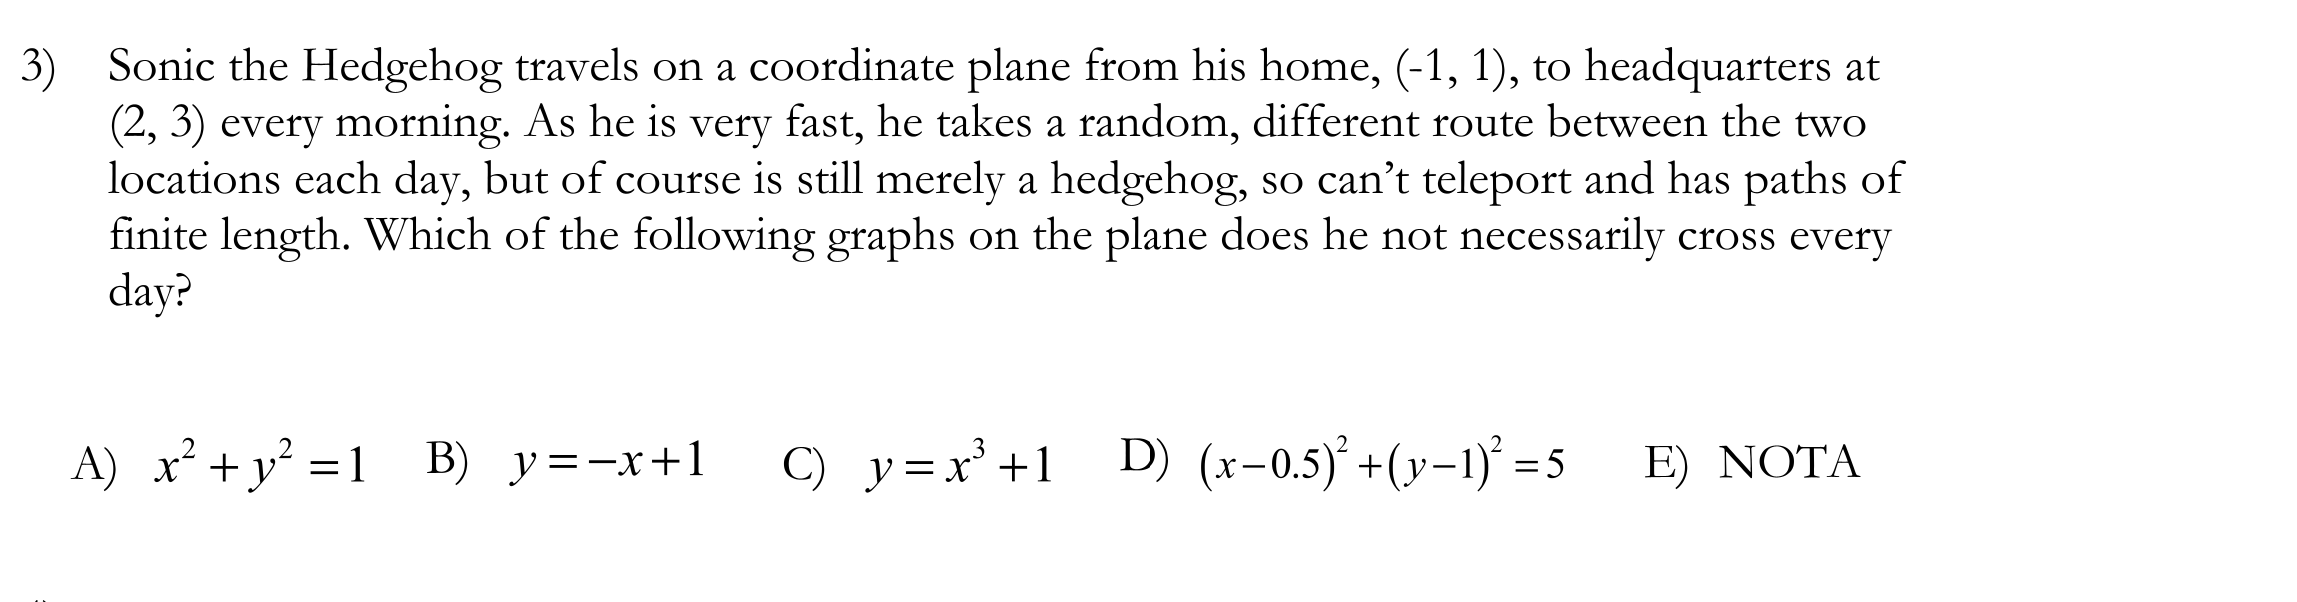 3) Sonic the Hedgehog travels on a coordinate plane from his home, (-1, 1), to headquarters at
(2, 3) every morning. As he is very fast, he takes a random, different route between the two
locations each day, but of course is still merely a hedgehog, so can’t teleport and has paths of
finite length. Which of the following graphs on the plane does he not necessarily cross every
day?
A) x² + y² = 1 B) y = −x + 1 C) y = x³ + 1 D) (x − 0.5)² + (y − 1)² = 5 E) NOTA